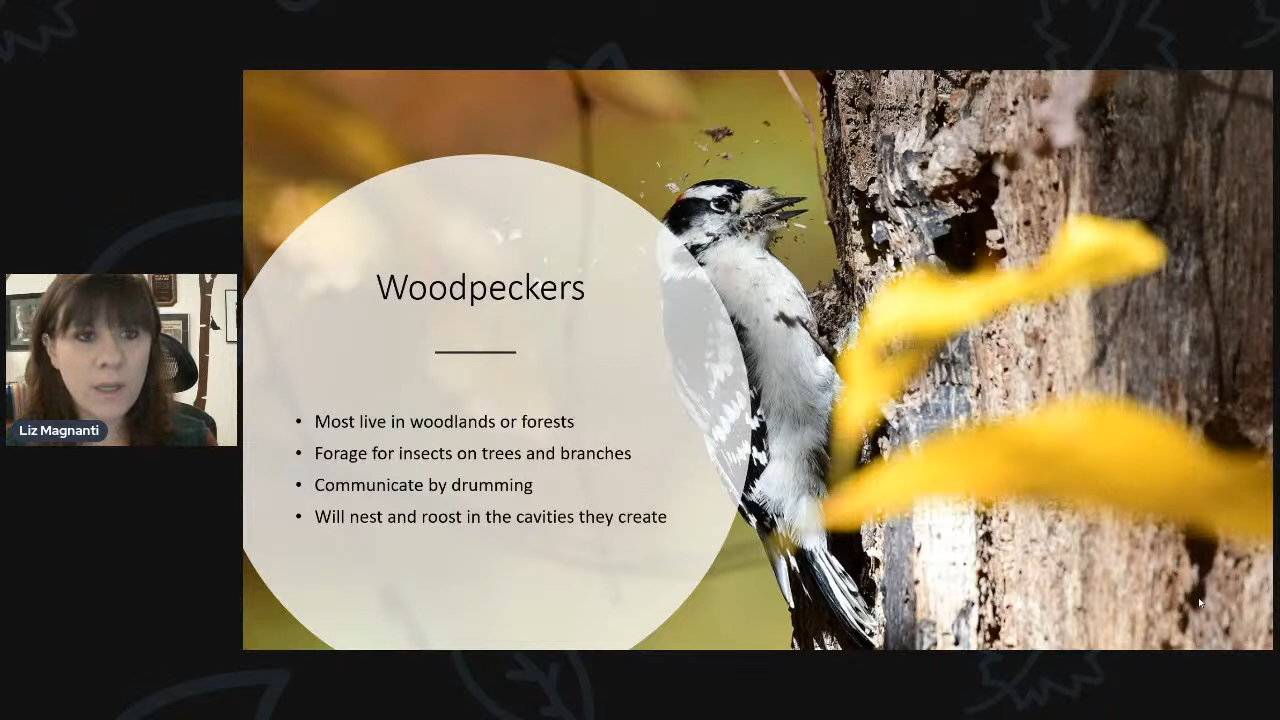 Woodpeckers
• Most live in woodlands or forests
• Forage for insects on trees and branches
• Communicate by drumming
• Will nest and roost in the cavities they create
Liz Magnanti